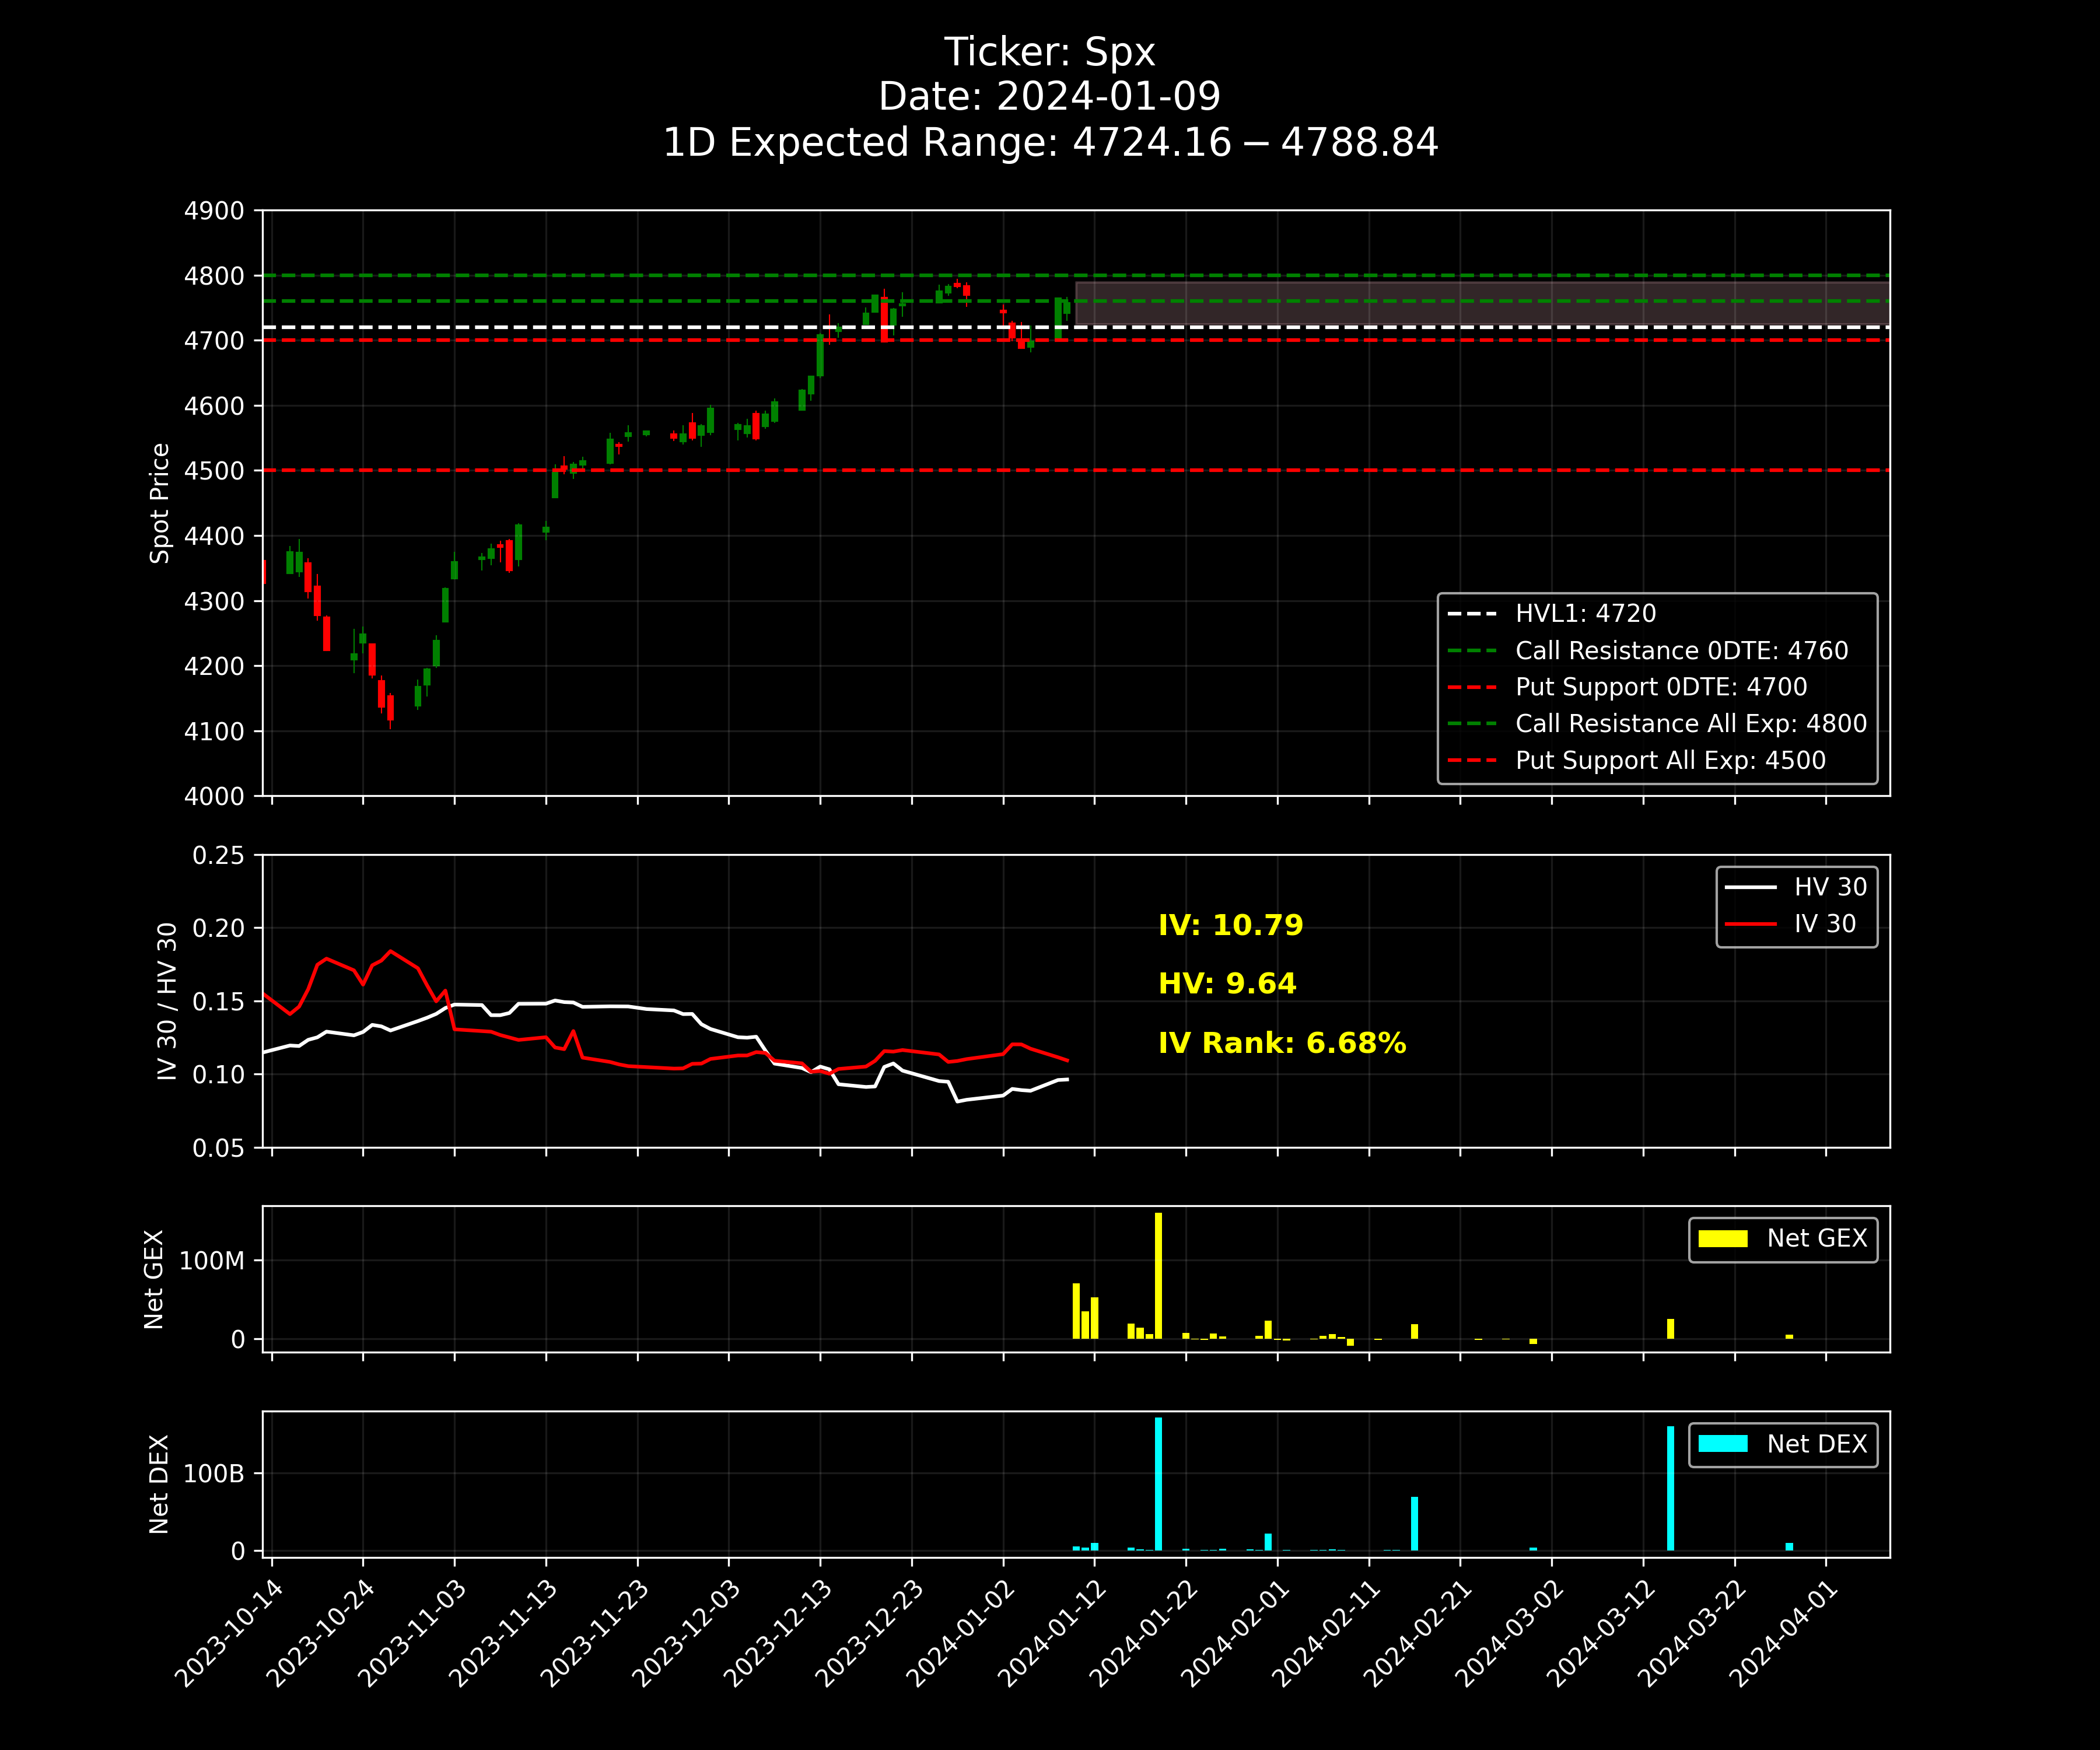 Ticker: Spx
Date: 2024-01-09
1D Expected Range: 4724.16 − 4788.84
4900
4800
4700
4600
4500
4400
4300
4200
4100
4000
Spot Price
HVL1: 4720
Call Resistance 0DTE: 4760
Put Support 0DTE: 4700
Call Resistance All Exp: 4800
Put Support All Exp: 4500
0.25
0.20
0.15
0.10
0.05
IV 30 / HV 30
IV: 10.79
HV: 9.64
IV Rank: 6.68%
HV 30
IV 30
100M
0
Net GEX
Net GEX
100B
0
Net DEX
Net DEX
2023-10-14
2023-10-24
2023-11-03
2023-11-13
2023-11-23
2023-12-03
2023-12-13
2023-12-23
2024-01-02
2024-01-12
2024-01-22
2024-02-01
2024-02-11
2024-02-21
2024-03-02
2024-03-12
2024-03-22
2024-04-01